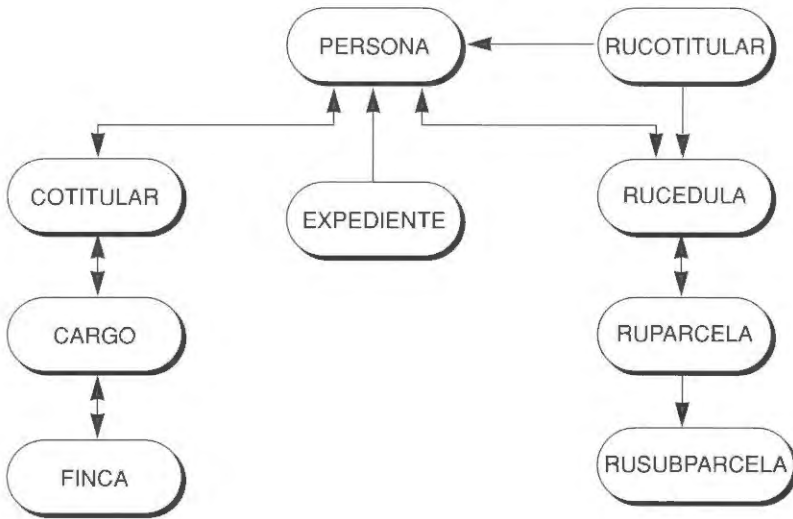 PERSONA
RUCOTITULAR
COTITULAR
EXPEDIENTE
RUCEDULA
CARGO
RUPARCELA
FINCA
RUSUBPARCELA